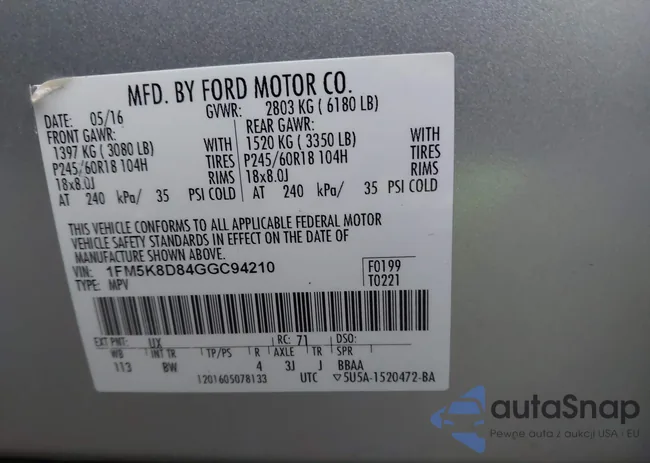 MFD. BY FORD MOTOR CO.
DATE: 05/16 GVWR: 2803 KG ( 6180 LB)
FRONT GAWR: REAR GAWR:
1397 KG ( 3080 LB) WITH 1520 KG ( 3350 LB) WITH
P245/60R18 104H TIRES P245/60R18 104H TIRES
18x8.0J RIMS 18x8.0J RIMS
AT 240 kPa/ 35 PSI COLD AT 240 kPa/ 35 PSI COLD
THIS VEHICLE CONFORMS TO ALL APPLICABLE FEDERAL MOTOR
VEHICLE SAFETY STANDARDS IN EFFECT ON THE DATE OF
MANUFACTURE SHOWN ABOVE.
VIN: 1FM5K8D84GGC94210 F0199
TYPE: MPV T0221
EXT PNT: UX RC: 71 DSO:
WB INT TR TP/PS R AXLE TR SPR
113 BW 4 3J J BBAA
1201605078133 UTC ▽5U5A-1520472-BA
autaSnap
Pewne auta z aukcji USA - EU